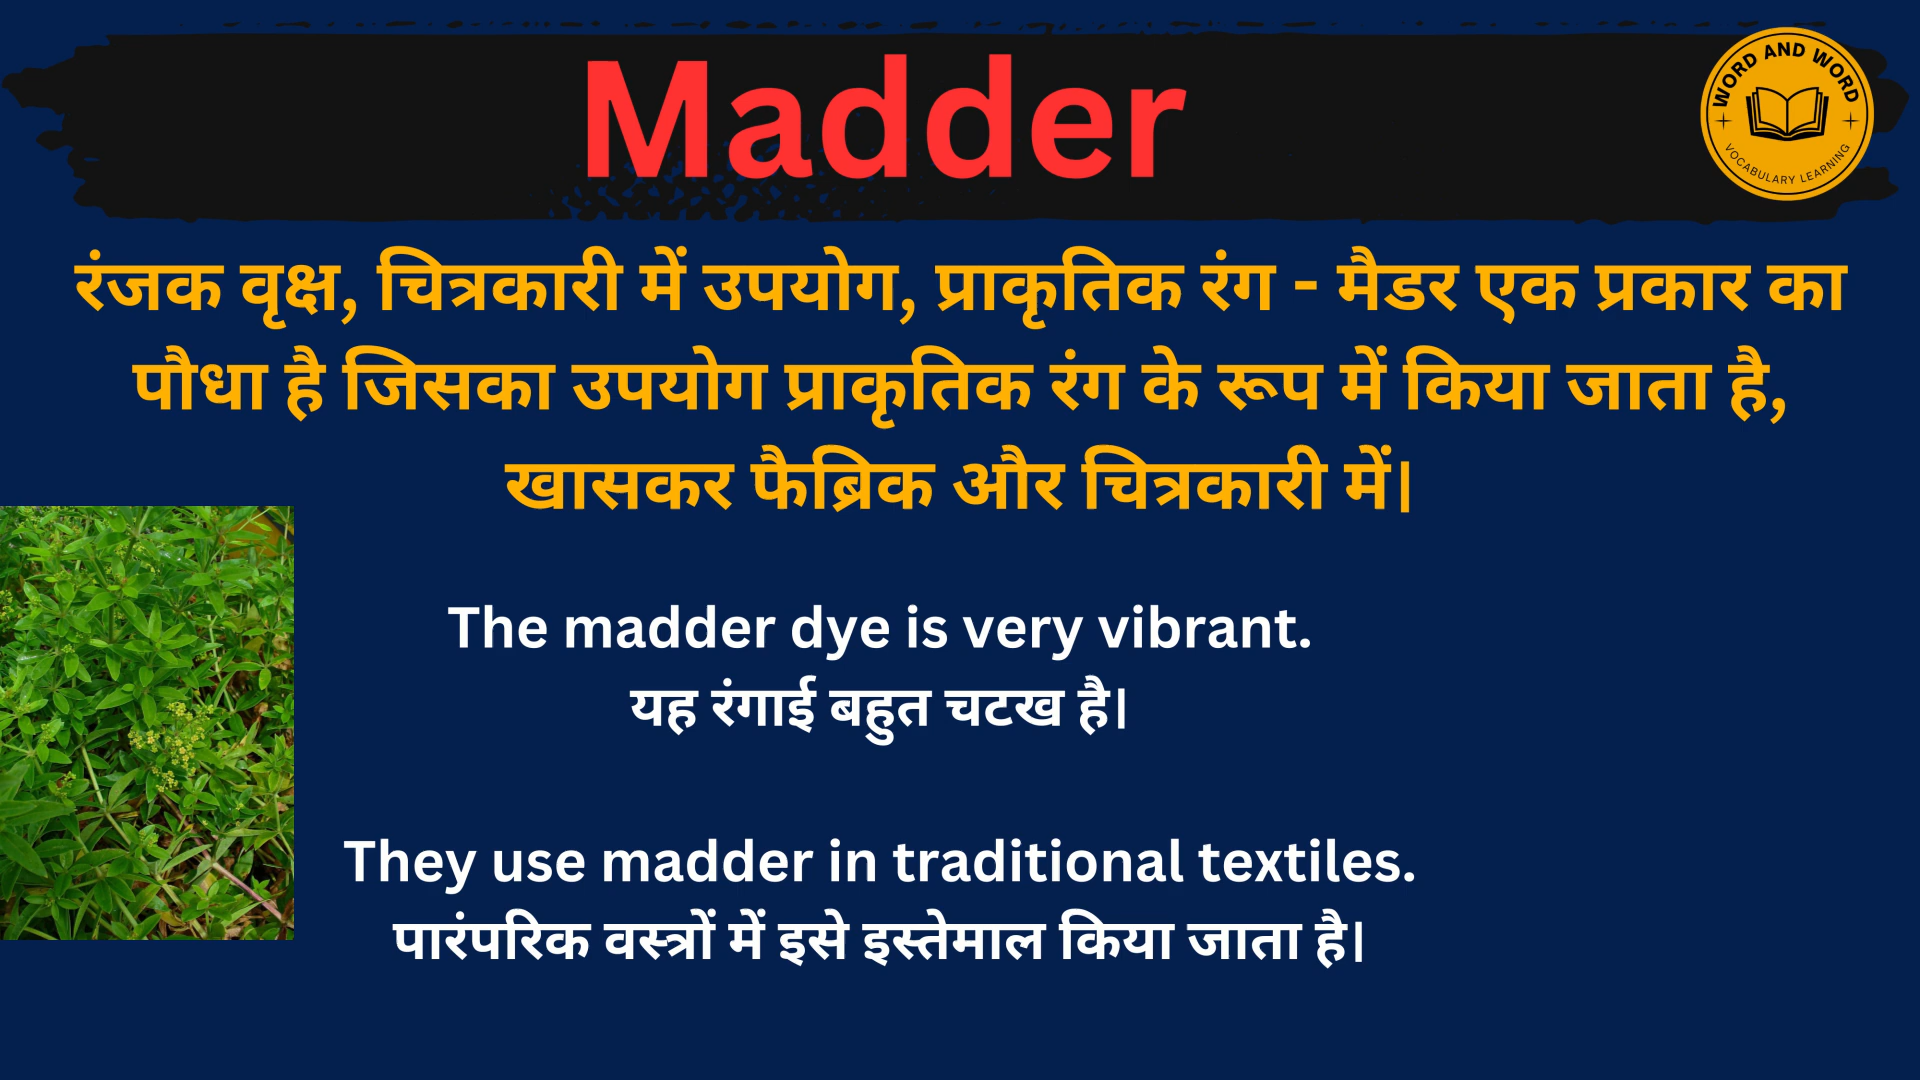 Madder
WORD AND WORD
VOCABULARY LEARNING
रंजक वृक्ष, चित्रकारी में उपयोग, प्राकृतिक रंग - मैडर एक प्रकार का
पौधा है जिसका उपयोग प्राकृतिक रंग के रूप में किया जाता है,
खासकर फैब्रिक और चित्रकारी में।
The madder dye is very vibrant.
यह रंगाई बहुत चटख है।
They use madder in traditional textiles.
पारंपरिक वस्त्रों में इसे इस्तेमाल किया जाता है।